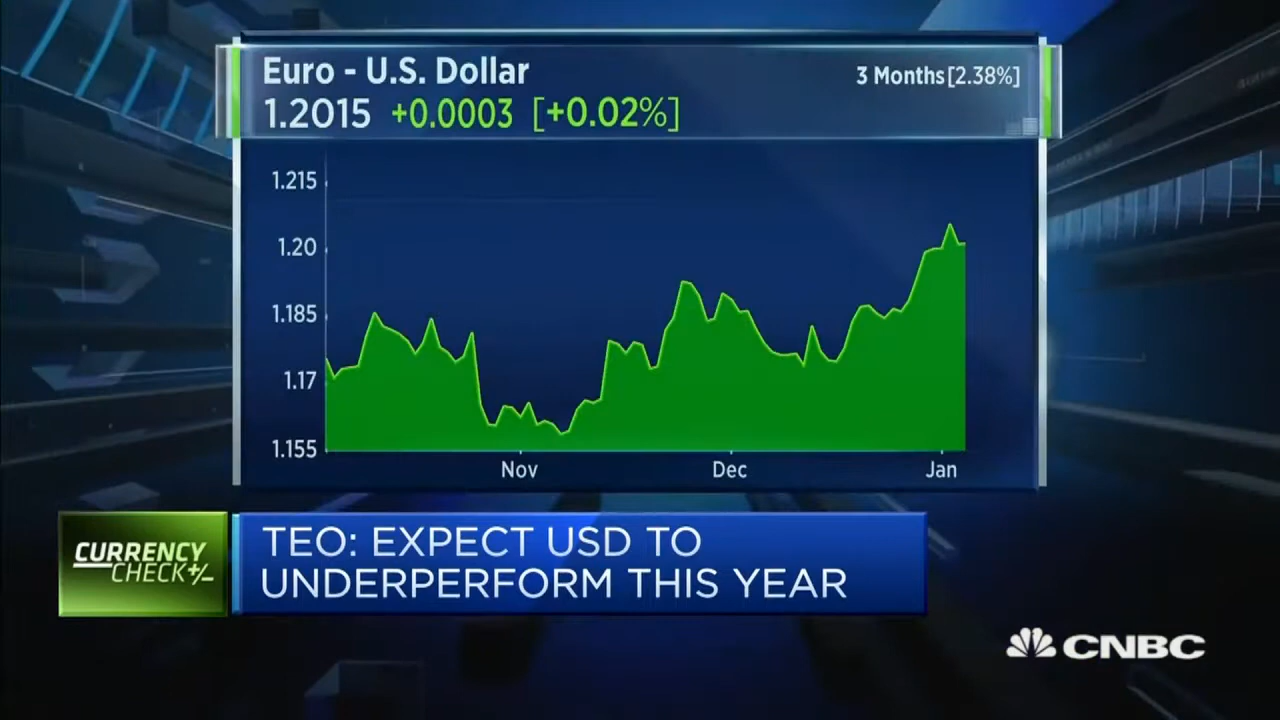 Euro - U.S. Dollar
3 Months[2.38%]
1.2015 +0.0003 [+0.02%]
1.215
1.20
1.185
1.17
1.155
Nov Dec Jan
CURRENCY
CHECK+/-
TEO: EXPECT USD TO
UNDERPERFORM THIS YEAR
CNBC